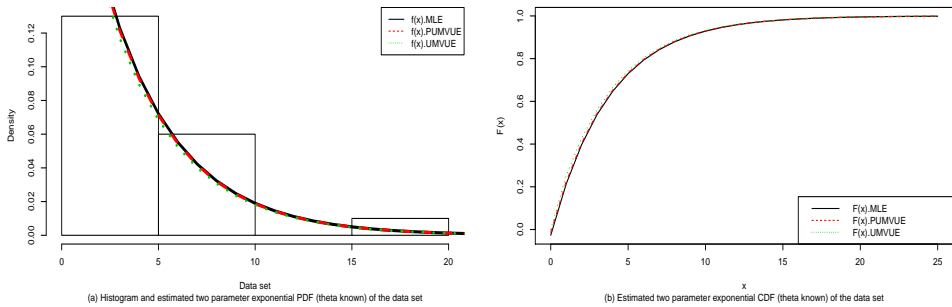 f(x).MLE
f(x).PUMVUE
f(x).UMVUE
Density
0.00 0.02 0.04 0.06 0.08 0.10 0.12
0 5 10 15 20
Data set
(a) Histogram and estimated two parameter exponential PDF (theta known) of the data set
F(x)
0.0 0.2 0.4 0.6 0.8 1.0
F(x).MLE
F(x).PUMVUE
F(x).UMVUE
0 5 10 15 20 25
x
(b) Estimated two parameter exponential CDF (theta known) of the data set